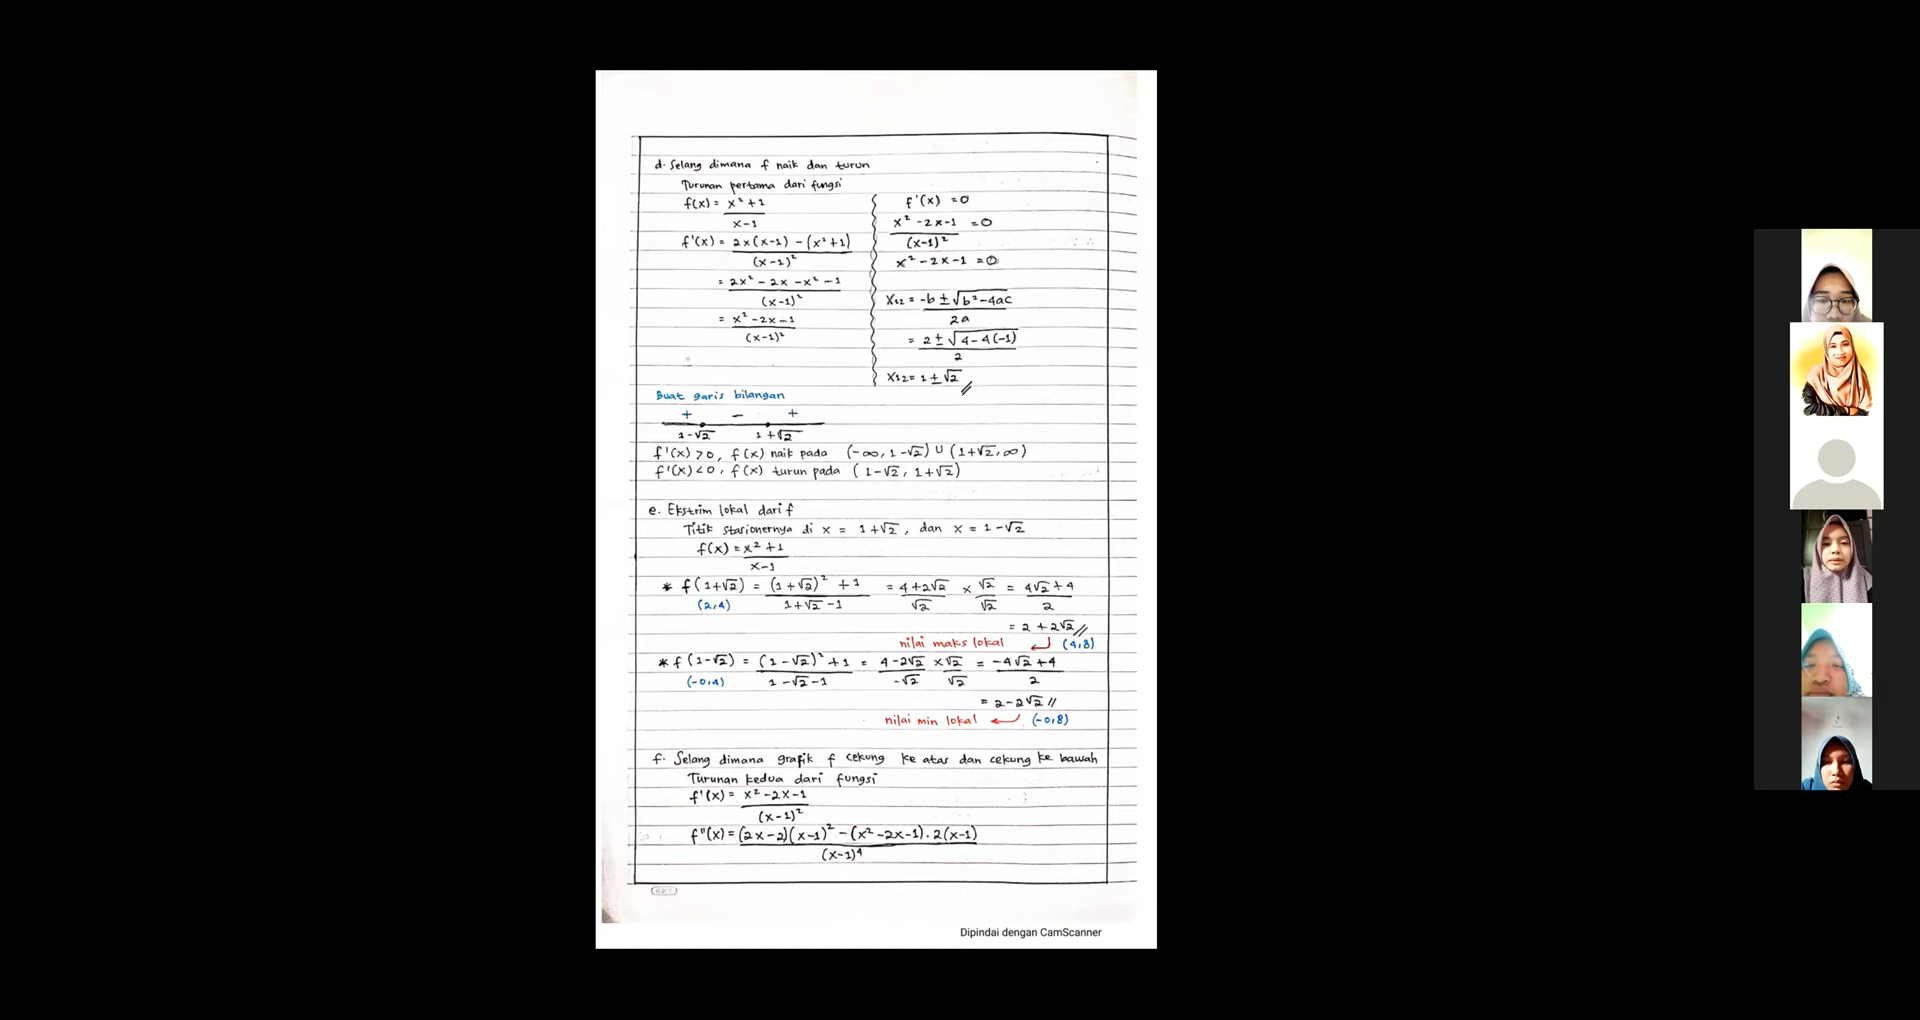 d. Selang dimana f naik dan turun
Turunan pertama dari fungsi
f(x) = x² + 1
x-1
f'(x) = 2x(x-1) - (x²+1)
(x-1)²
= 2x² - 2x - x² - 1
(x-1)²
= x² - 2x - 1
(x-1)²
f'(x) = 0
x² - 2x - 1 = 0
(x-1)²
x² - 2x - 1 = 0
X₁₂ = -b ± √b² - 4ac
2a
= 2 ± √4 - 4(-1)
2
X₁₂ = 1 ± √2 //
Buat garis bilangan
+ - +
1-√2 1+√2
f'(x) > 0, f(x) naik pada (-∞, 1-√2) ∪ (1+√2, ∞)
f'(x) < 0, f(x) turun pada (1-√2, 1+√2)
e. Ekstrim lokal dari f
Titik stasionernya di x = 1+√2, dan x = 1-√2
f(x) = x² + 1
x-1
* f(1+√2) = (1+√2)² + 1 = 4+2√2 × √2 = 4√2 + 4
(2,4) 1+√2 -1 √2 √2 2
= 2 + 2√2 //
nilai maks lokal ↵ (4,8)
* f(1-√2) = (1-√2)² + 1 = 4-2√2 × √2 = -4√2 + 4
(-0,4) 1-√2-1 -√2 √2 2
= 2 - 2√2 //
nilai min lokal ← (-0,8)
f. Selang dimana grafik f cekung ke atas dan cekung ke bawah
Turunan kedua dari fungsi
f'(x) = x² - 2x - 1
(x-1)²
f"(x) = (2x-2)(x-1)² - (x²-2x-1) . 2(x-1)
(x-1)⁴
Dipindai dengan CamScanner